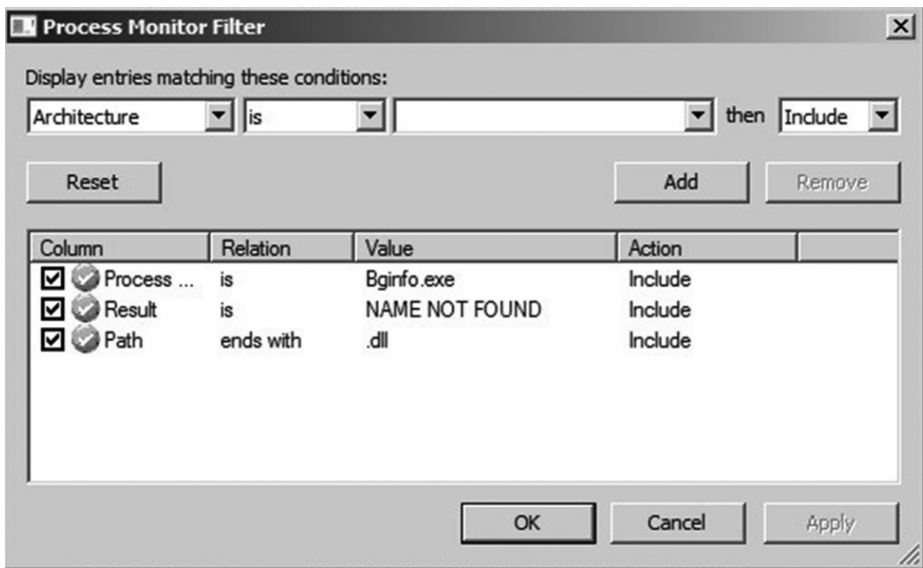 Process Monitor Filter
Display entries matching these conditions:
Architecture is then Include
Reset Add Remove
Column Relation Value Action
Process ... is Bginfo.exe Include
Result is NAME NOT FOUND Include
Path ends with .dll Include
OK Cancel Apply